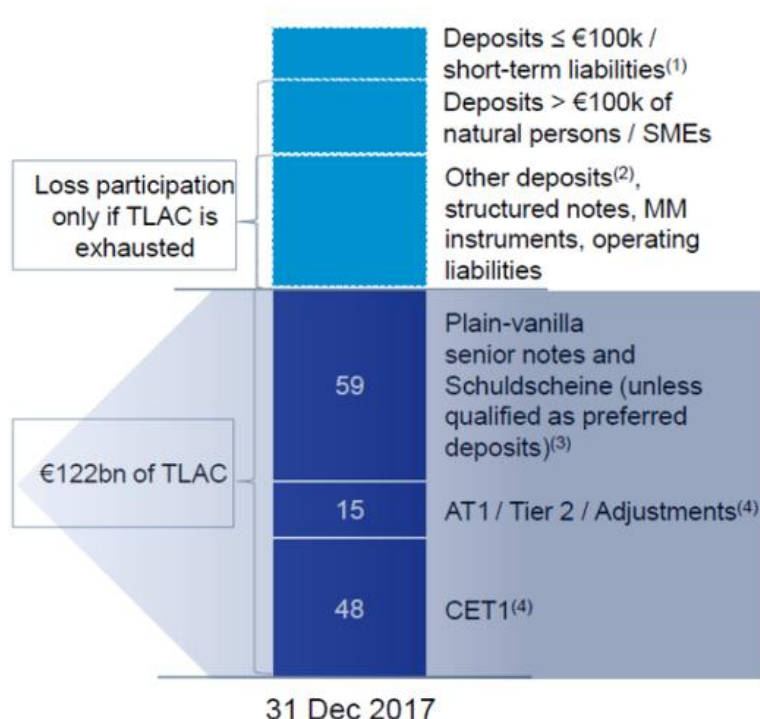 Deposits ≤ €100k /
short-term liabilities(1)
Deposits > €100k of
natural persons / SMEs
Loss participation
only if TLAC is
exhausted
Other deposits(2),
structured notes, MM
instruments, operating
liabilities
59
Plain-vanilla
senior notes and
Schuldscheine (unless
qualified as preferred
deposits)(3)
€122bn of TLAC
15
AT1 / Tier 2 / Adjustments(4)
48
CET1(4)
31 Dec 2017